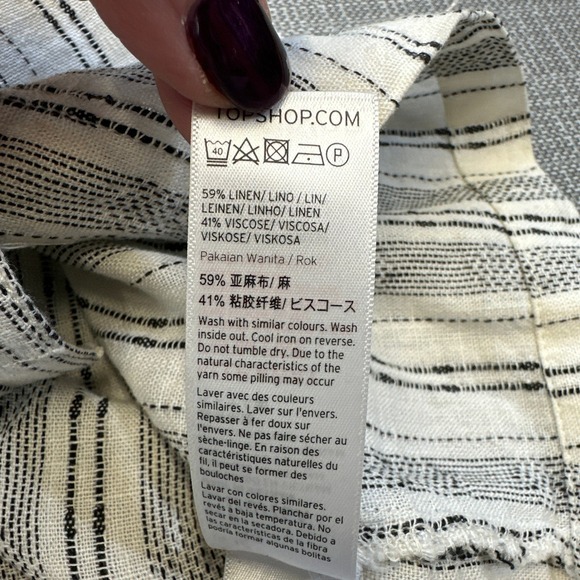 TOPSHOP.COM
40
P
59% LINEN/ LINO / LIN/
LEINEN/ LINHO/ LINEN
41% VISCOSE/ VISCOSA/
VISKOSE/ VISKOSA
Pakaian Wanita / Rok
59% 亚麻布/ 麻
41% 粘胶纤维/ ビスコース
Wash with similar colours. Wash
inside out. Cool iron on reverse.
Do not tumble dry. Due to the
natural characteristics of the
yarn some pilling may occur
Laver avec des couleurs
similaires. Laver sur l'envers.
Repasser à fer doux sur
envers. Ne pas faire sécher au
sèche-linge. En raison des
caractéristiques naturelles du
fil, il peut se former des
bouloches
Lavar con colores similares.
Lavar del revés. Planchar por el
revés a baja temperatura. No
secar en la secadora. Debido a
las características de la fibra
podría formar algunas bolitas